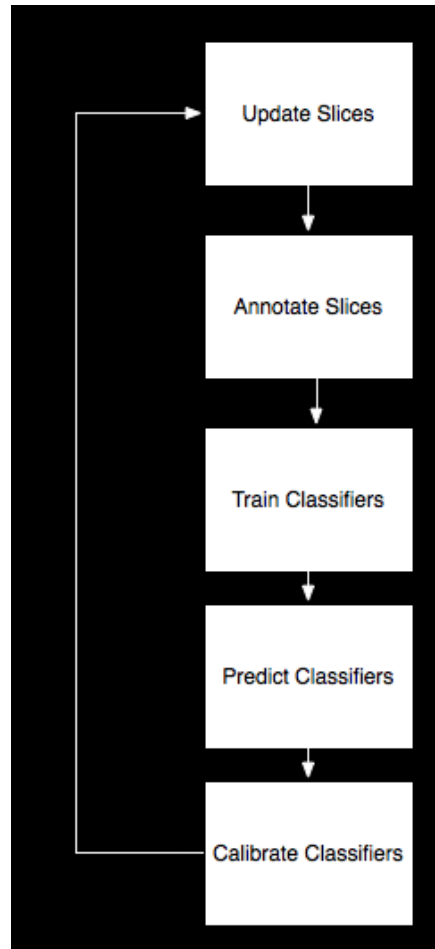 Update Slices
Annotate Slices
Train Classifiers
Predict Classifiers
Calibrate Classifiers